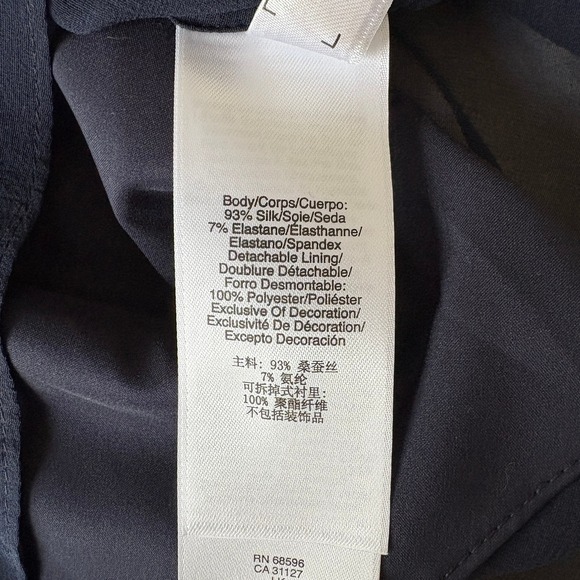 Body/Corps/Cuerpo:
93% Silk/Soie/Seda
7% Elastane/Élasthanne/
Elastano/Spandex
Detachable Lining/
Doublure Détachable/
Forro Desmontable:
100% Polyester/Poliéster
Exclusive Of Decoration/
Exclusivité De Décoration/
Excepto Decoración
主料: 93% 桑蚕丝
7% 氨纶
可拆掉式衬里:
100% 聚酯纤维
不包括装饰品
RN 68596
CA 31127